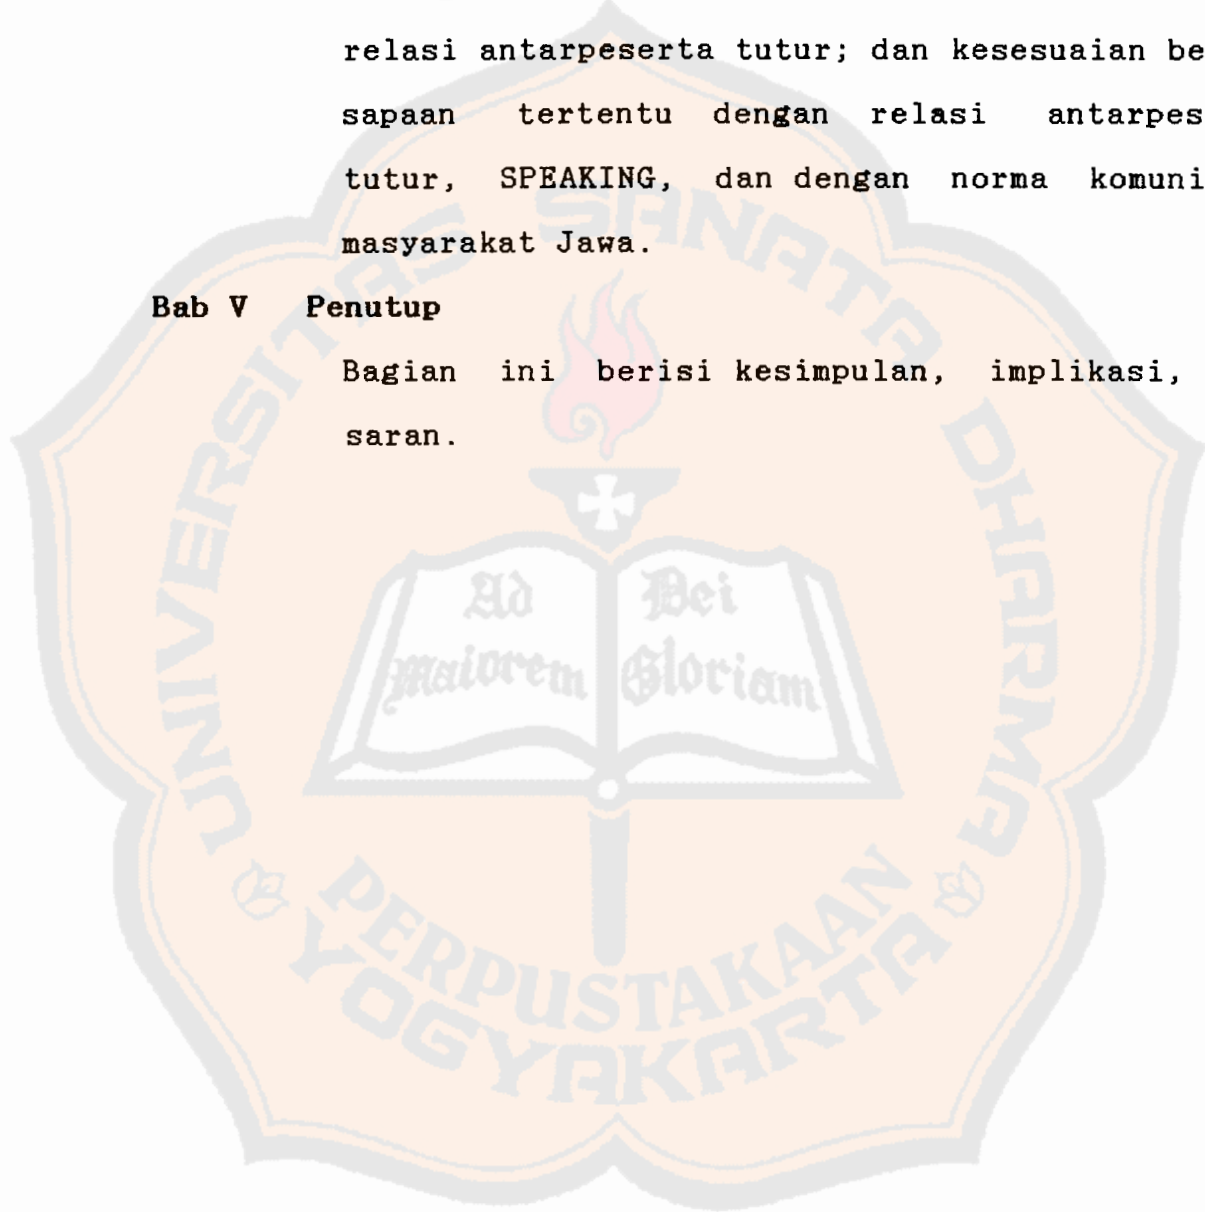 relasi antarpeserta tutur; dan kesesuaian be
sapaan tertentu dengan relasi antarpes
tutur, SPEAKING, dan dengan norma komuni
masyarakat Jawa.
Bab V Penutup
Bagian ini berisi kesimpulan, implikasi,
saran.
UNIVERSITAS SANATA DHARMA
Ad Dei
maiorem Gloriam
PERPUSTAKAAN
YOGYAKARTA